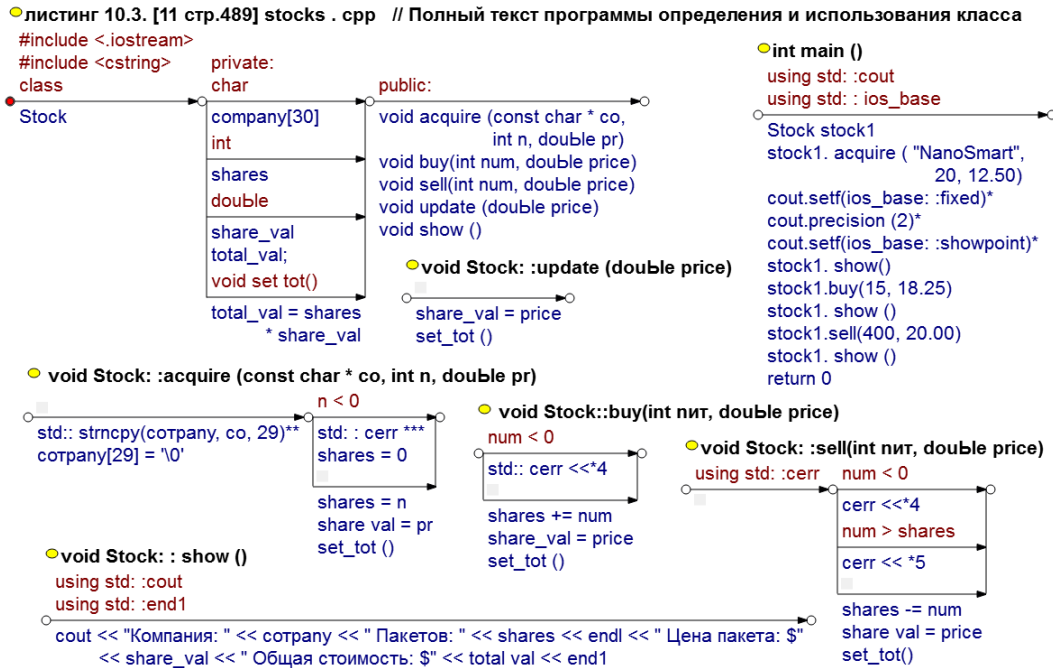 листинг 10.3. [11 стр.489] stocks . cpp // Полный текст программы определения и использования класса
#include <.iostream>
#include <cstring>
class
Stock
private:
char
company[30]
int
shares
douЬle
share_val
total_val;
void set tot()
total_val = shares
* share_val
public:
void acquire (const char * co,
int n, douЬle pr)
void buy(int num, douЬle price)
void sell(int num, douЬle price)
void update (douЬle price)
void show ()
int main ()
using std: :cout
using std: : ios_base
Stock stock1
stock1. acquire ( "NanoSmart",
20, 12.50)
cout.setf(ios_base: :fixed)*
cout.precision (2)*
cout.setf(ios_base: :showpoint)*
stock1. show()
stock1.buy(15, 18.25)
stock1. show ()
stock1.sell(400, 20.00)
stock1. show ()
return 0
void Stock: :update (douЬle price)
share_val = price
set_tot ()
void Stock: :acquire (const char * co, int n, douЬle pr)
std:: strncpy(cотраnу, со, 29)**
cотраnу[29] = '\0'
n < 0
std: : cerr ***
shares = 0
shares = n
share val = pr
set_tot ()
void Stock::buy(int nит, douЬle price)
num < 0
std:: cerr <<*4
shares += num
share_val = price
set_tot ()
void Stock: :sell(int nит, douЬle price)
using std: :cerr
num < 0
cerr <<*4
num > shares
cerr << *5
shares -= num
share val = price
set_tot()
void Stock: : show ()
using std: :cout
using std: :end1
cout << "Компания: " << cотраnу << " Пакетов: " << shares << endl << " Цена пакета: $"
<< share_val << " Общая стоимость: $" << total val << end1